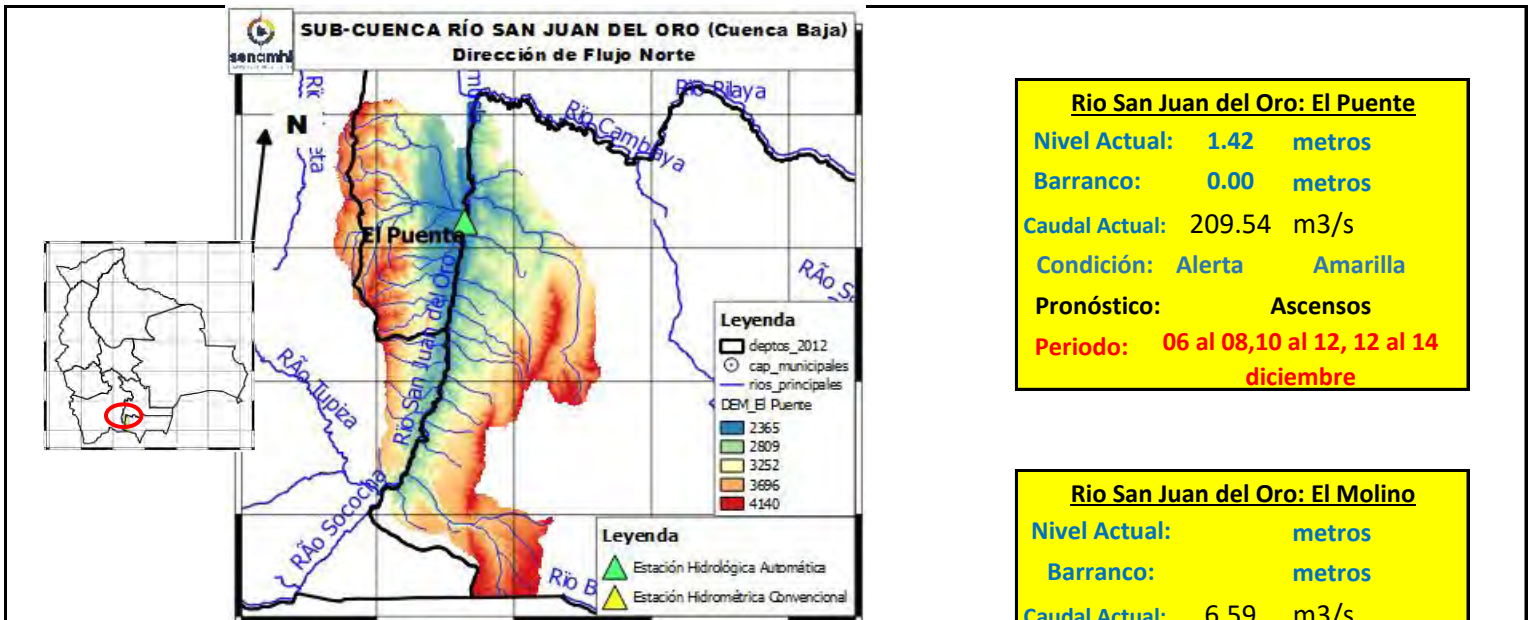 SUB-CUENCA RÍO SAN JUAN DEL ORO (Cuenca Baja)
Dirección de Flujo Norte
senamhi
N
Río Pilaya
Río Camblaya
El Puente
Río San Juan del Oro
RÃo Tupiza
RÃo Sococha
RÃo S
Río B
Leyenda
deptos_2012
cap_municipales
rios_principales
DEM_El Puente
2365
2809
3252
3696
4140
Leyenda
Estación Hidrológica Automática
Estación Hidrométrica Convencional
Rio San Juan del Oro: El Puente
Nivel Actual: 1.42 metros
Barranco: 0.00 metros
Caudal Actual: 209.54 m3/s
Condición: Alerta Amarilla
Pronóstico: Ascensos
Periodo: 06 al 08,10 al 12, 12 al 14
diciembre
Rio San Juan del Oro: El Molino
Nivel Actual: metros
Barranco: metros
Caudal Actual: 6.59 m3/s